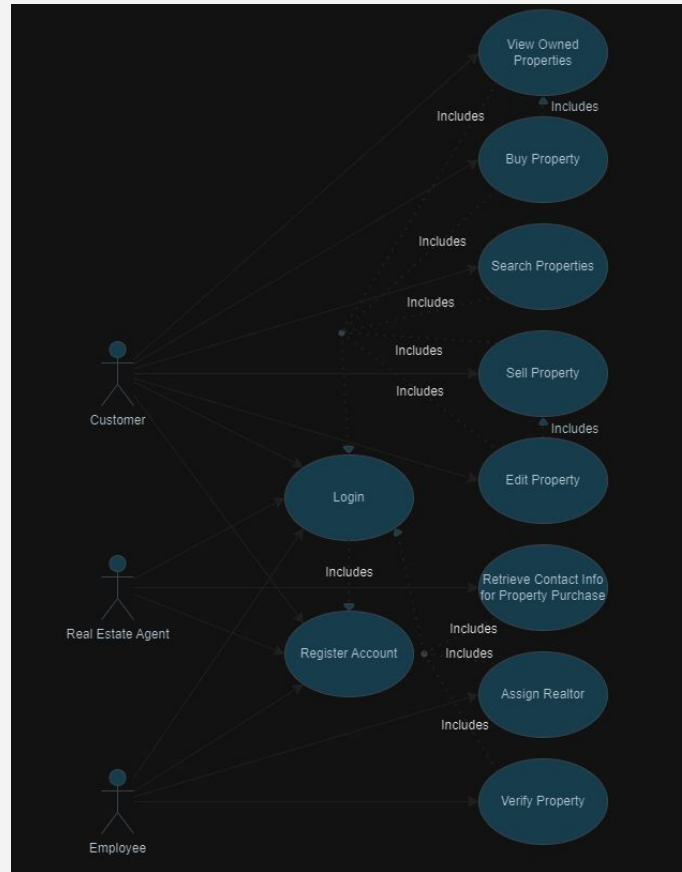 View Owned
Properties
Includes
Includes
Buy Property
Includes
Search Properties
Includes
Includes
Sell Property
Customer
Includes
Includes
Edit Property
Login
Includes
Retrieve Contact Info
for Property Purchase
Real Estate Agent
Includes
Register Account
Includes
Assign Realtor
Includes
Verify Property
Employee